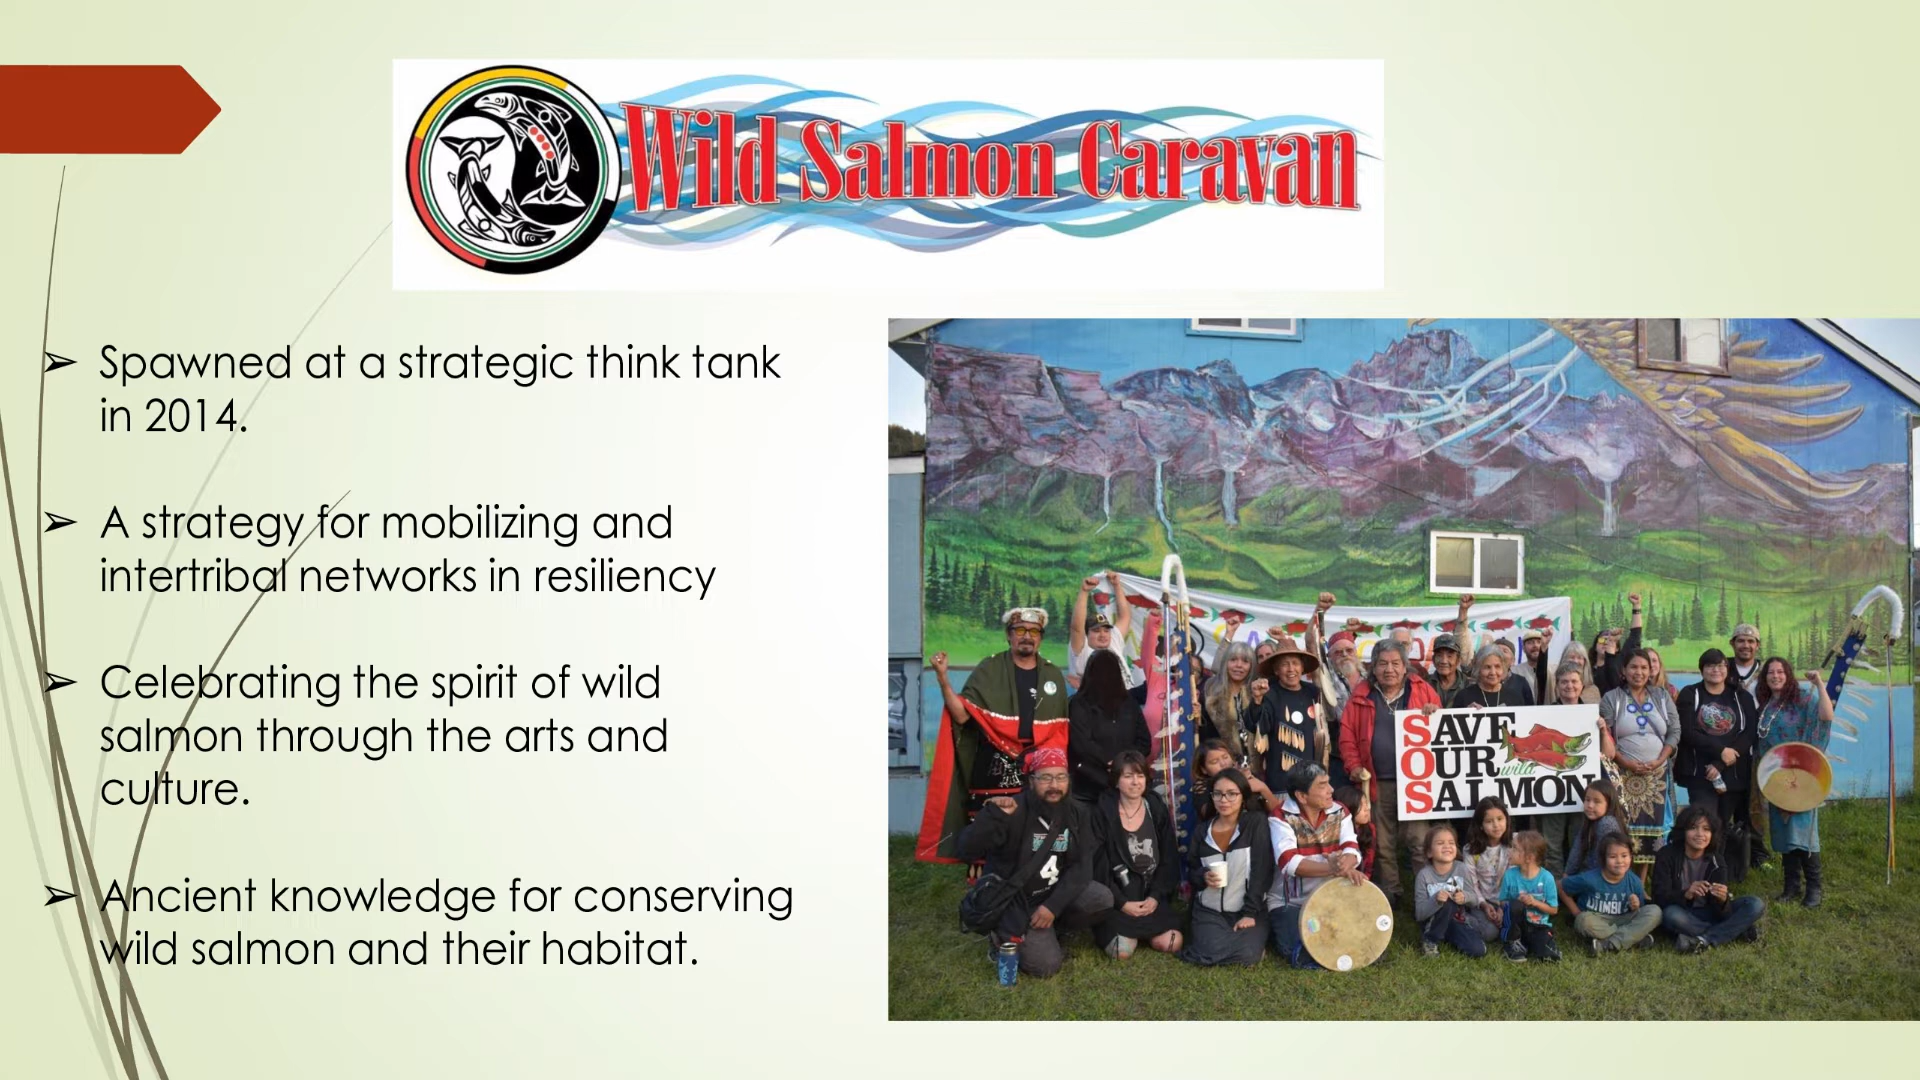 Wild Salmon Caravan
➢ Spawned at a strategic think tank
in 2014.
➢ A strategy for mobilizing and
intertribal networks in resiliency
➢ Celebrating the spirit of wild
salmon through the arts and
culture.
➢ Ancient knowledge for conserving
wild salmon and their habitat.
SAVE
OUR wild
SALMON
4